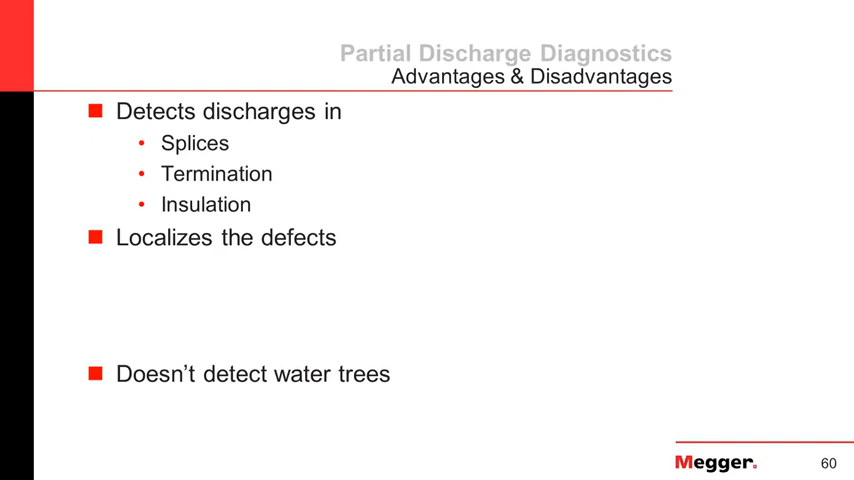 Partial Discharge Diagnostics
Advantages & Disadvantages
Detects discharges in
Splices
Termination
Insulation
Localizes the defects
Doesn’t detect water trees
Megger.
60